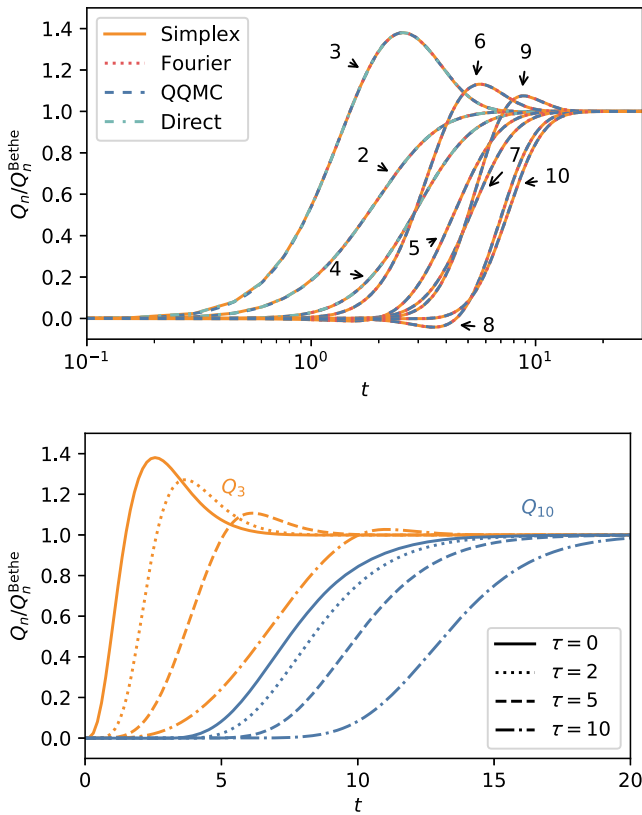 1.4
1.2
1.0
0.8
0.6
0.4
0.2
0.0
Q_n/Q_n^Bethe
Simplex
Fourier
QQMC
Direct
3
6
9
2
7
10
5
4
8
10^−1
10^0
10^1
t
1.4
1.2
1.0
0.8
0.6
0.4
0.2
0.0
Q_n/Q_n^Bethe
Q_3
Q_10
τ = 0
τ = 2
τ = 5
τ = 10
0 5 10 15 20
t